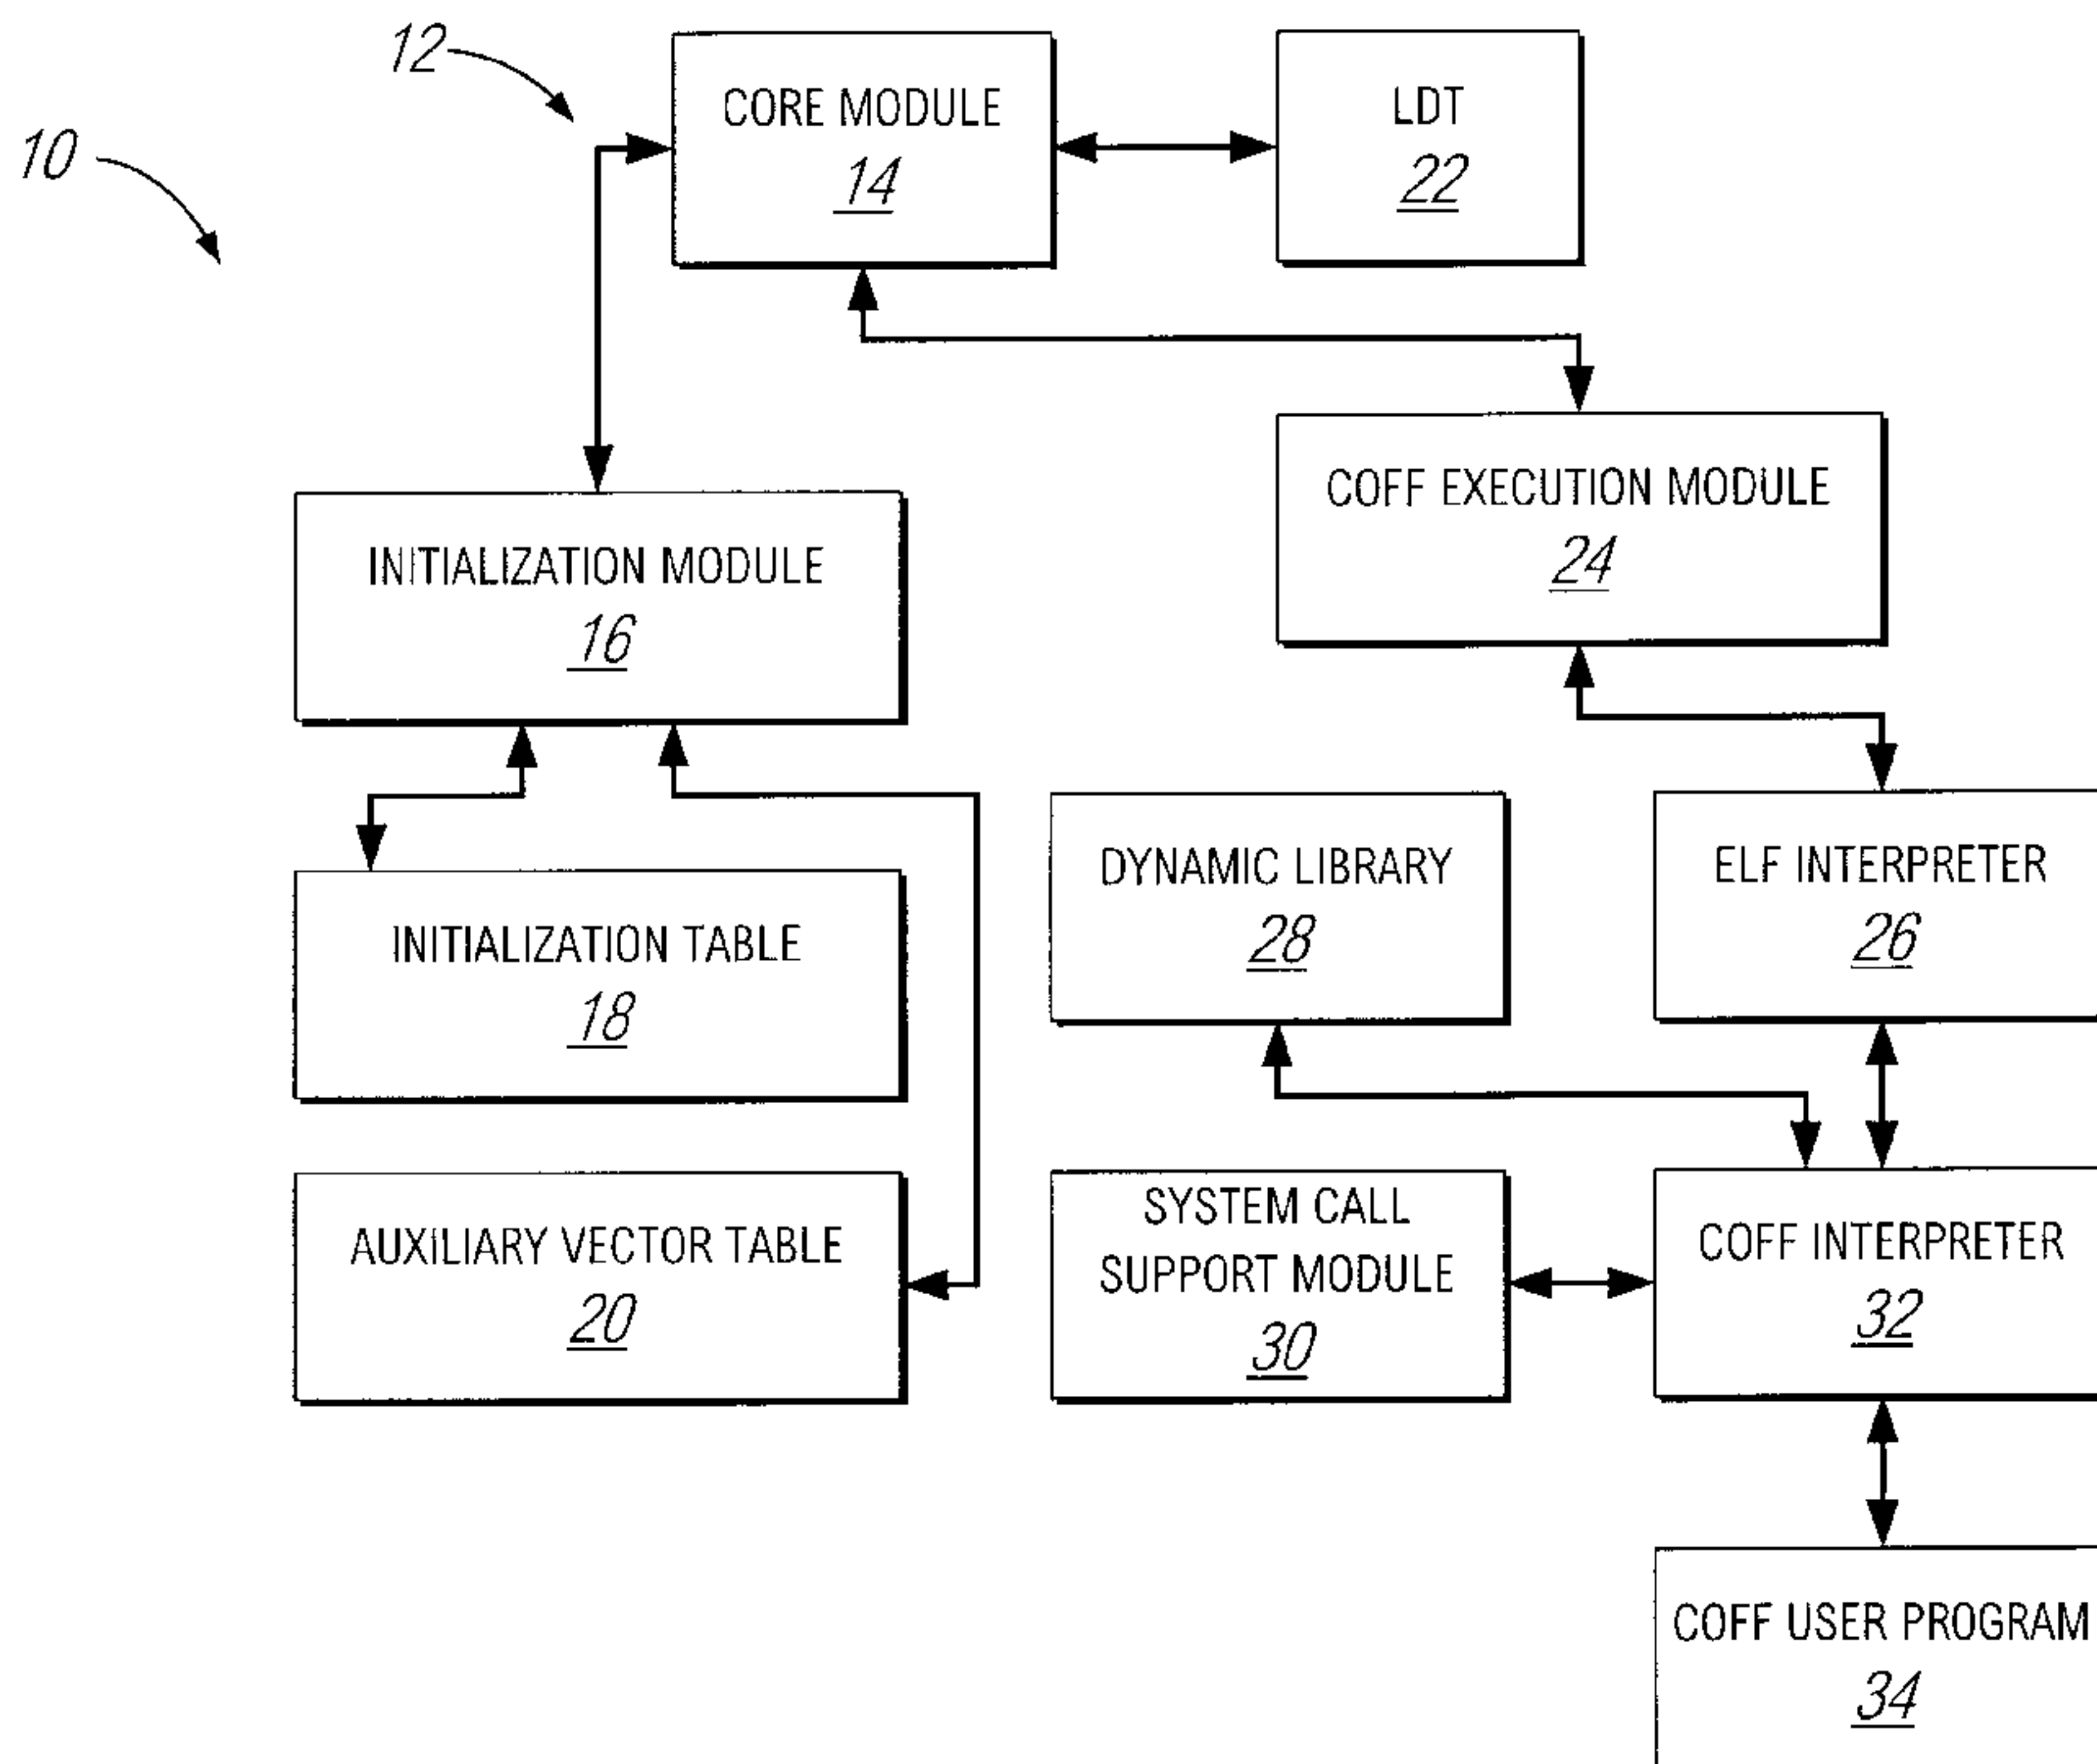 12
10
CORE MODULE
14
LDT
22
COFF EXECUTION MODULE
24
INITIALIZATION MODULE
16
DYNAMIC LIBRARY
28
ELF INTERPRETER
26
INITIALIZATION TABLE
18
SYSTEM CALL
SUPPORT MODULE
30
COFF INTERPRETER
32
AUXILIARY VECTOR TABLE
20
COFF USER PROGRAM
34